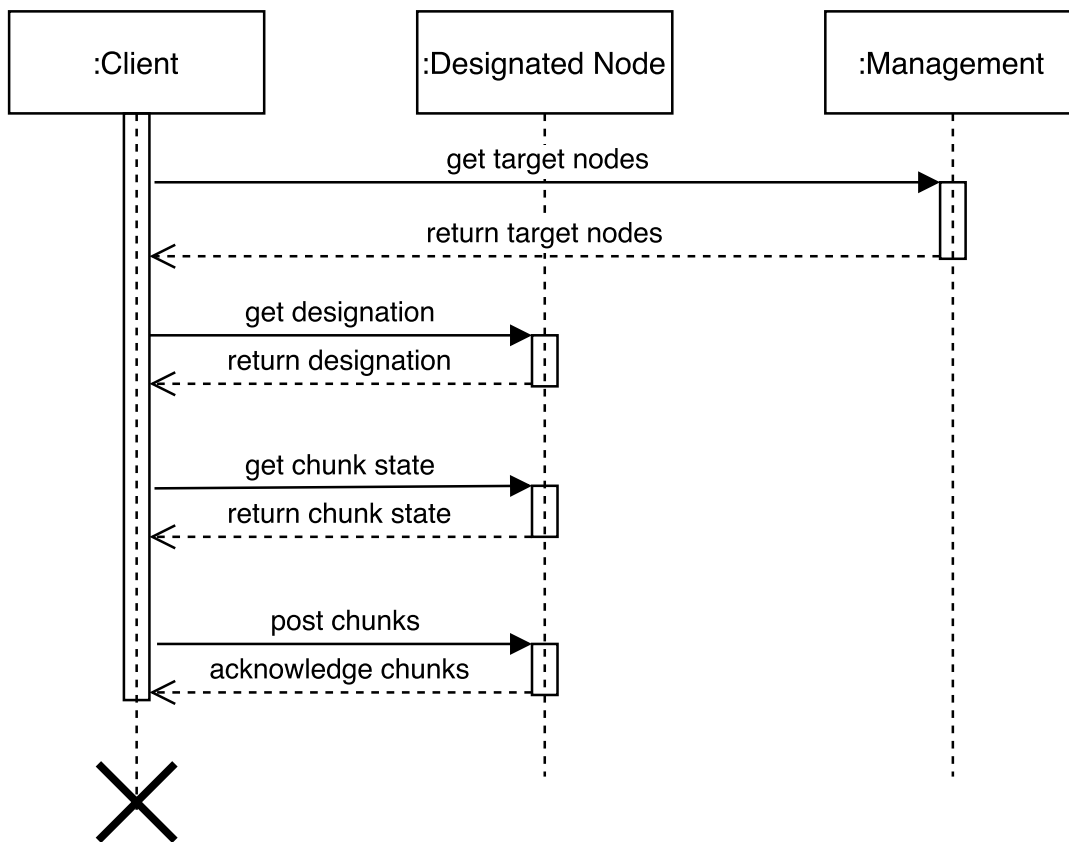 :Client
:Designated Node
:Management
get target nodes
return target nodes
get designation
return designation
get chunk state
return chunk state
post chunks
acknowledge chunks